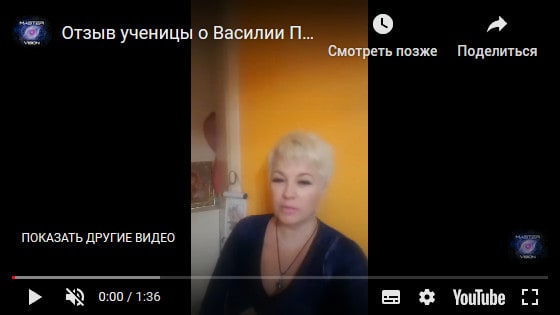 MASTER
VISION
Отзыв ученицы о Василии П...
Смотреть позже
Поделиться
ПОКАЗАТЬ ДРУГИЕ ВИДЕО
MASTER
VISION
0:00 / 1:36
YouTube